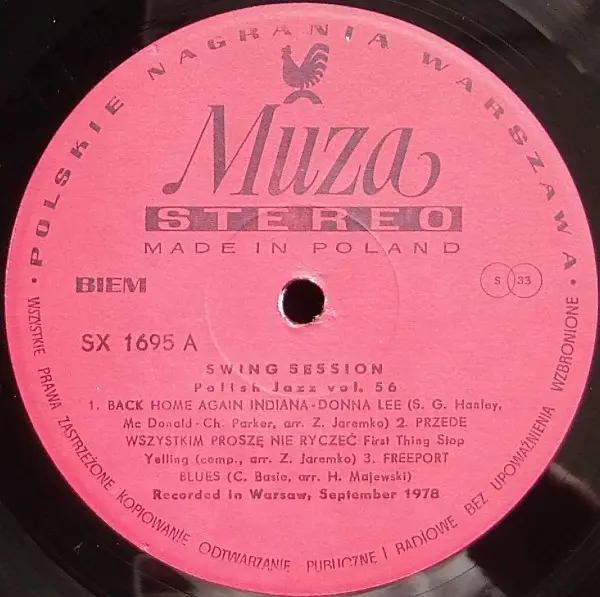 • POLSKIE NAGRANIA WARSZAWA •
Muza
STEREO
MADE IN POLAND
BIEM
S 33
SX 1695 A
SWING SESSION
Polish Jazz vol. 56
1. BACK HOME AGAIN INDIANA-DONNA LEE (S. G. Hanley,
Mc Donald-Ch. Parker, arr. Z. Jaremko) 2. PRZEDE
WSZYSTKIM PROSZĘ NIE RYCZEĆ First Thing Stop
Yelling (comp., arr. Z. Jaremko) 3. FREEPORT
BLUES (C. Basie, arr. H. Majewski)
Recorded in Warsaw, September 1978
WSZYSTKIE PRAWA ZASTRZEŻONE KOPIOWANIE ODTWARZANIE PUBLICZNE I RADIOWE BEZ UPOWAŻNIENIA WZBRONIONE